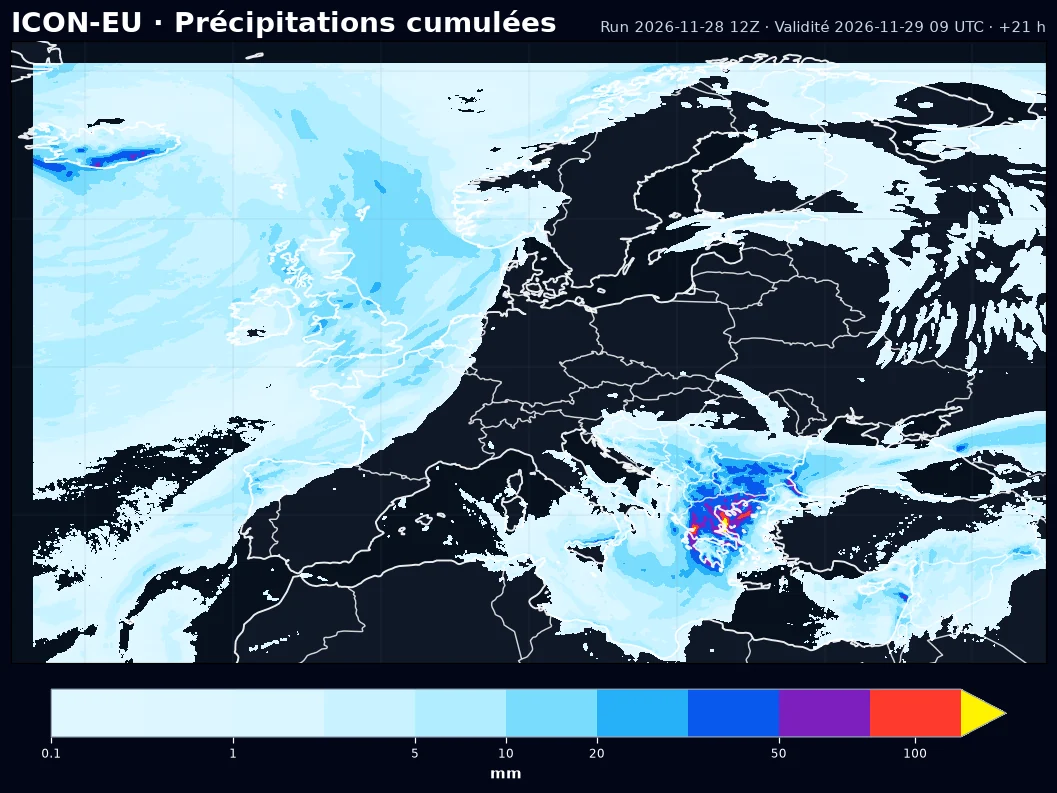 ICON-EU · Précipitations cumulées
Run 2026-11-28 12Z · Validité 2026-11-29 09 UTC · +21 h
0.1 1 5 10 20 50 100
mm